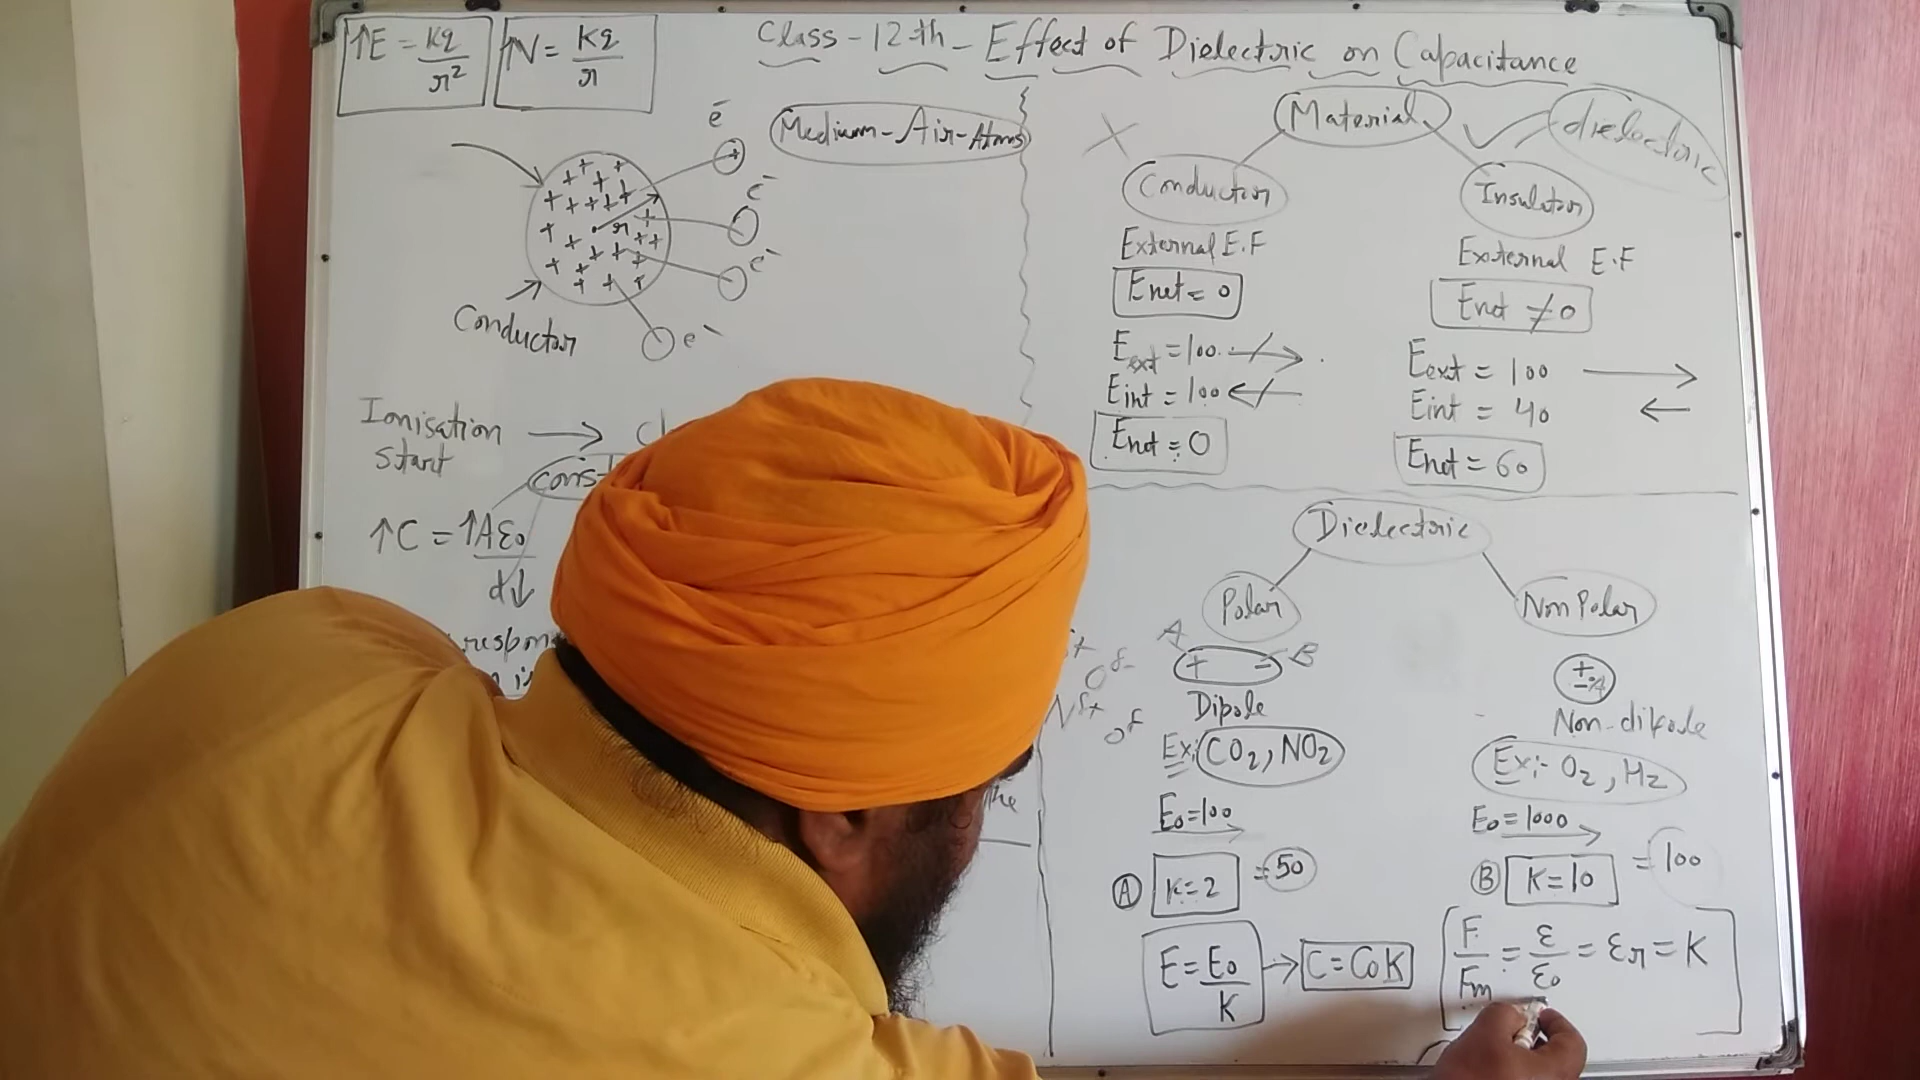 Class-12th-Effect of Dielectric on Capacitance
↑E = kq/r²
↑V = kq/r
Medium-Air-Atoms
ē
e⁻
e⁻
e⁻
r
Conductor
Ionisation →
start
const
↑C = ↑Aε₀/d↓
respon
Material
dielectric
Conductor
External E.F
Enet = 0
Eext = 100 →
Eint = 100 ←
Enet = 0
Insulator
External E.F
Enet ≠ 0
Eext = 100 →
Eint = 40 ←
Enet = 60
Dielectric
Polar
A + - B
Dipole
Ex: CO2, NO2
E₀=100
Ⓐ K=2 =50
E = E₀/K → C = C₀K
Non Polar
±
Non-dipole
Ex:- O2, H2
E₀=1000
Ⓑ K=10 =100
F/Fm = ε/ε₀ = εr = K